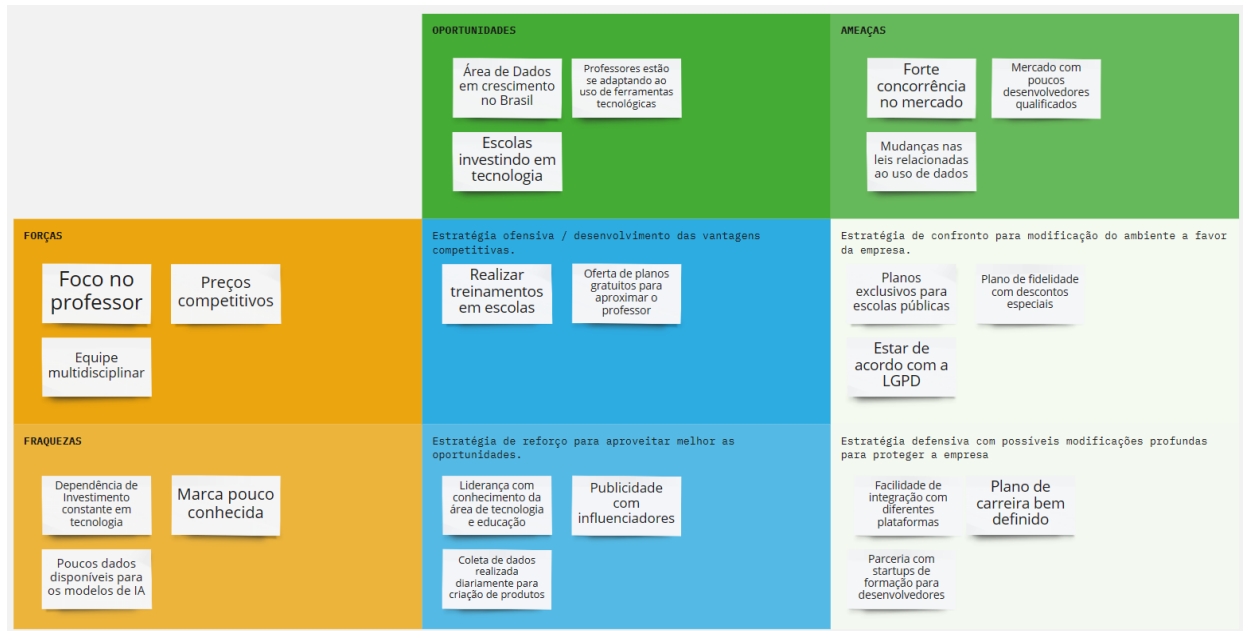 OPORTUNIDADES
Área de Dados
em crescimento
no Brasil
Professores estão
se adaptando ao
uso de ferramentas
tecnológicas
Escolas
investindo em
tecnologia
AMEAÇAS
Forte
concorrência
no mercado
Mercado com
poucos
desenvolvedores
qualificados
Mudanças nas
leis relacionadas
ao uso de dados
FORÇAS
Foco no
professor
Preços
competitivos
Equipe
multidisciplinar
Estratégia ofensiva / desenvolvimento das vantagens
competitivas.
Realizar
treinamentos
em escolas
Oferta de planos
gratuitos para
aproximar o
professor
Estratégia de confronto para modificação do ambiente a favor
da empresa.
Planos
exclusivos para
escolas públicas
Plano de fidelidade
com descontos
especiais
Estar de
acordo com a
LGPD
FRAQUEZAS
Dependência de
Investimento
constante em
tecnologia
Marca pouco
conhecida
Poucos dados
disponíveis para
os modelos de IA
Estratégia de reforço para aproveitar melhor as
oportunidades.
Liderança com
conhecimento da
área de tecnologia
e educação
Publicidade
com
influenciadores
Coleta de dados
realizada
diariamente para
criação de produtos
Estratégia defensiva com possíveis modificações profundas
para proteger a empresa
Facilidade de
integração com
diferentes
plataformas
Plano de
carreira bem
definido
Parceria com
startups de
formação para
desenvolvedores